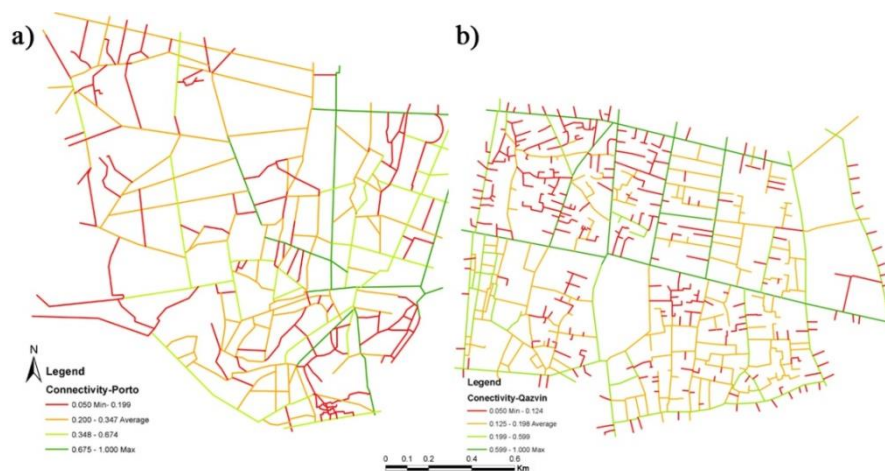 a)
b)
N
Legend
Connectivity-Porto
0.050 Min- 0.199
0.200 - 0.347 Average
0.348 - 0.674
0.675 - 1.000 Max
Legend
Conectivity-Qazvin
0.050 Min - 0.124
0.125 - 0.198 Average
0.199 - 0.598
0.599 - 1.000 Max
0 0.1 0.2 0.4 0.6
Km